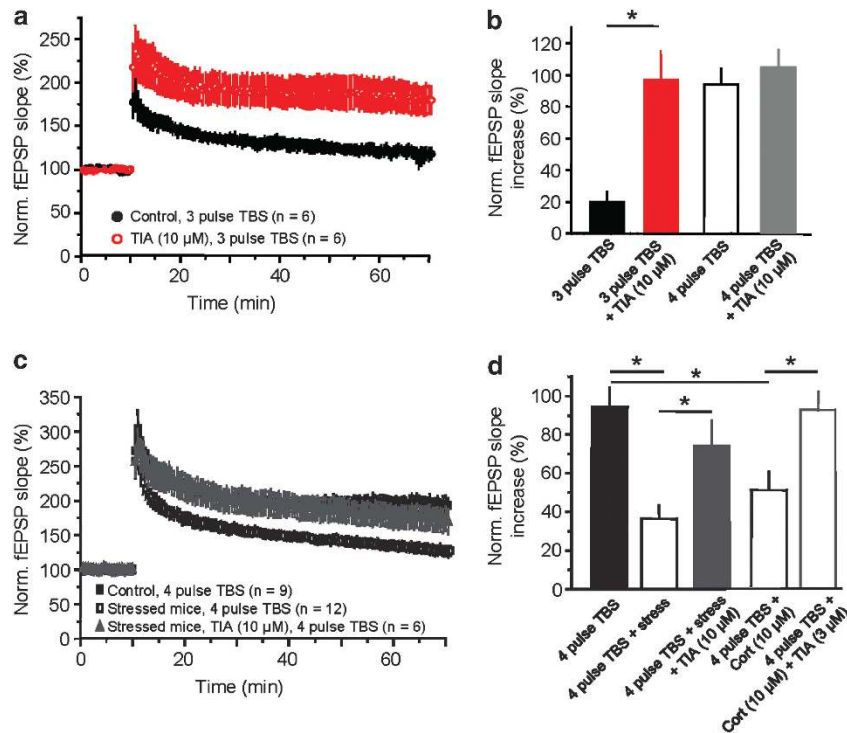 a
Norm. fEPSP slope (%)
250
200
150
100
50
0
0
20
40
60
Time (min)
Control, 3 pulse TBS (n = 6)
TIA (10 µM), 3 pulse TBS (n = 6)
b
Norm. fEPSP slope
increase (%)
120
100
80
60
40
20
0
*
3 pulse TBS
3 pulse TBS
+ TIA (10 µM)
4 pulse TBS
4 pulse TBS
+ TIA (10 µM)
c
Norm. fEPSP slope (%)
350
300
250
200
150
100
50
0
0
20
40
60
Time (min)
Control, 4 pulse TBS (n = 9)
Stressed mice, 4 pulse TBS (n = 12)
Stressed mice, TIA (10 µM), 4 pulse TBS (n = 6)
d
Norm. fEPSP slope
increase (%)
100
80
60
40
20
0
*
*
*
*
4 pulse TBS
4 pulse TBS + stress
4 pulse TBS + stress
+ TIA (10 µM)
4 pulse TBS +
Cort (10 µM)
4 pulse TBS +
Cort (10 µM) + TIA (3 µM)